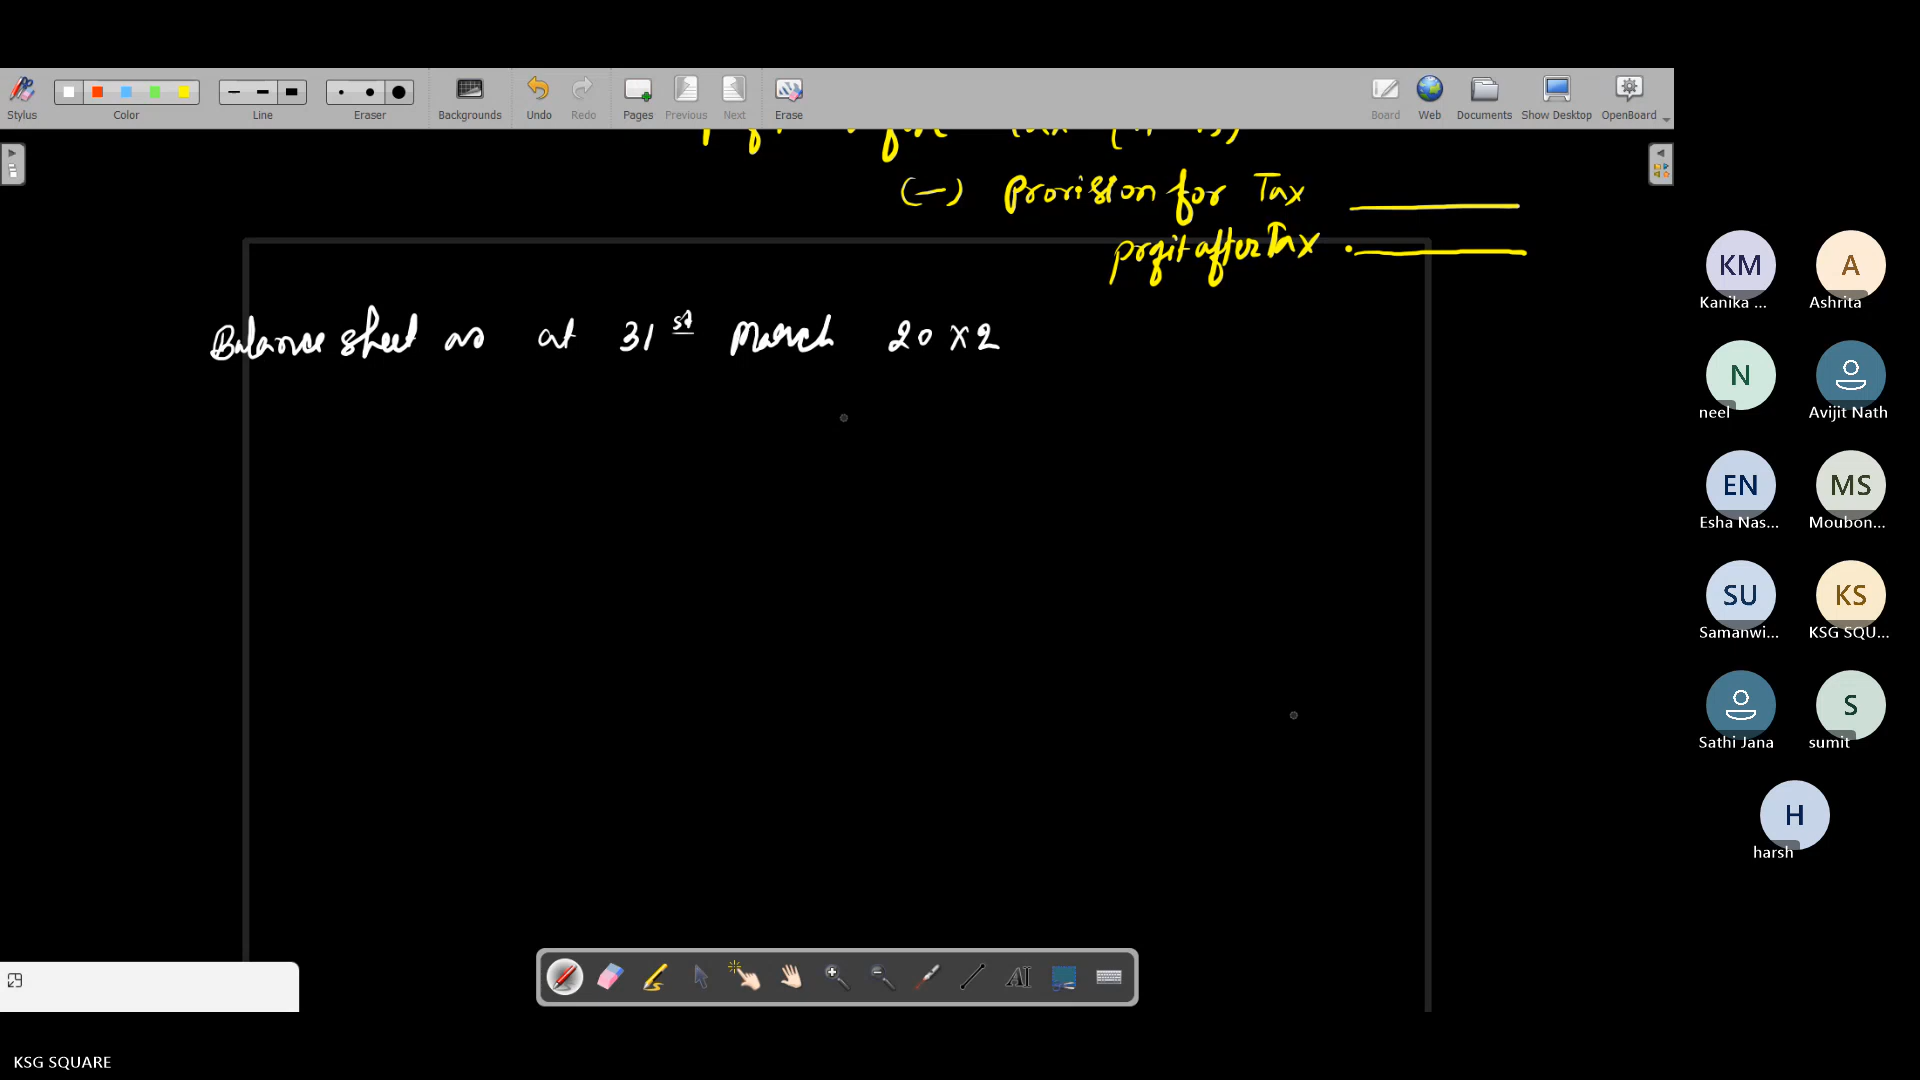 Stylus Color Line Eraser Backgrounds Undo Redo Pages Previous Next Erase Board Web Documents Show Desktop OpenBoard
(—) Provision for Tax
profit after Tax
Balance sheet as at 31st March 20X2
KM A
Kanika ... Ashrita
N
neel Avijit Nath
EN MS
Esha Nas... Moubon...
SU KS
Samanwi... KSG SQU...
S
Sathi Jana sumit
H
harsh
AI
KSG SQUARE